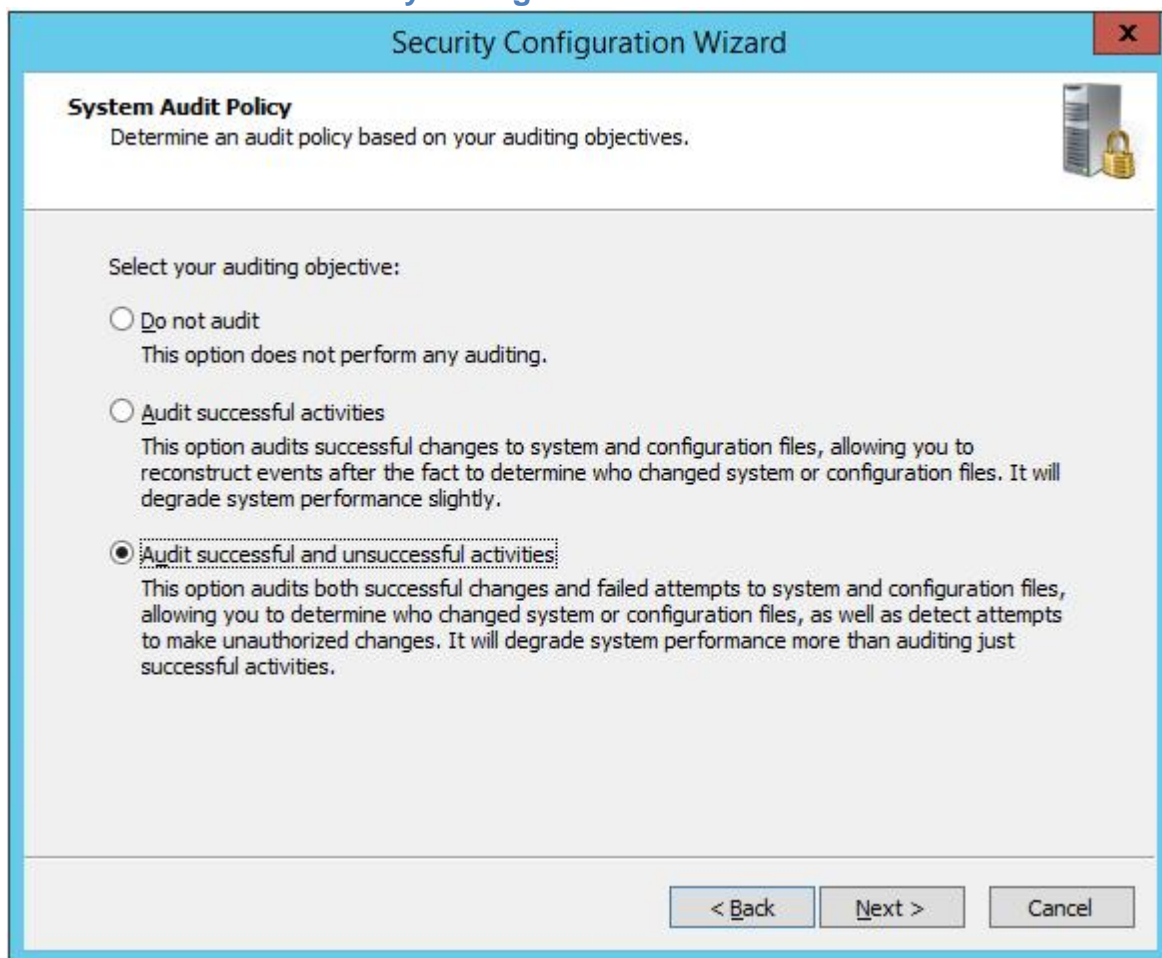 Security Configuration Wizard
x
System Audit Policy
Determine an audit policy based on your auditing objectives.
Select your auditing objective:
Do not audit
This option does not perform any auditing.
Audit successful activities
This option audits successful changes to system and configuration files, allowing you to
reconstruct events after the fact to determine who changed system or configuration files. It will
degrade system performance slightly.
Audit successful and unsuccessful activities
This option audits both successful changes and failed attempts to system and configuration files,
allowing you to determine who changed system or configuration files, as well as detect attempts
to make unauthorized changes. It will degrade system performance more than auditing just
successful activities.
< Back Next > Cancel